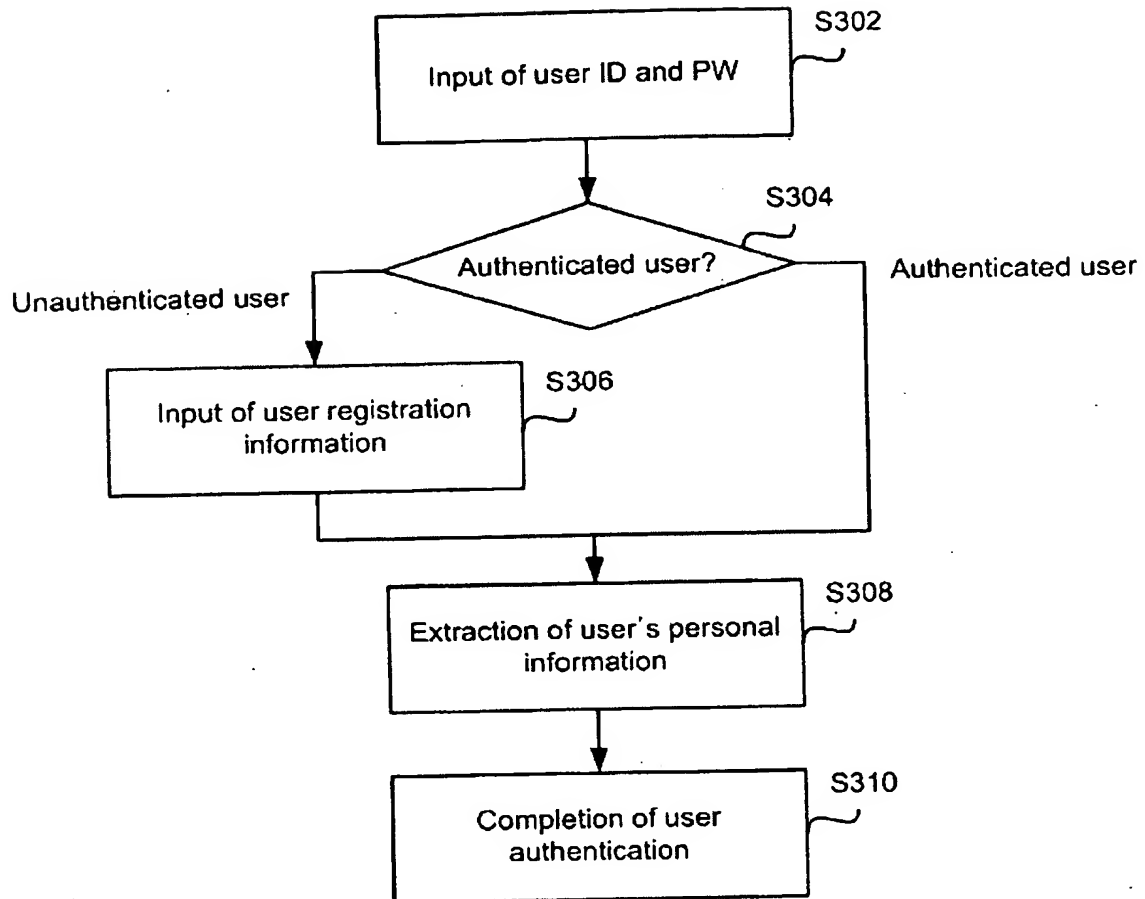 S302
Input of user ID and PW
S304
Authenticated user?
Authenticated user
Unauthenticated user
S306
Input of user registration
information
S308
Extraction of user's personal
information
S310
Completion of user
authentication